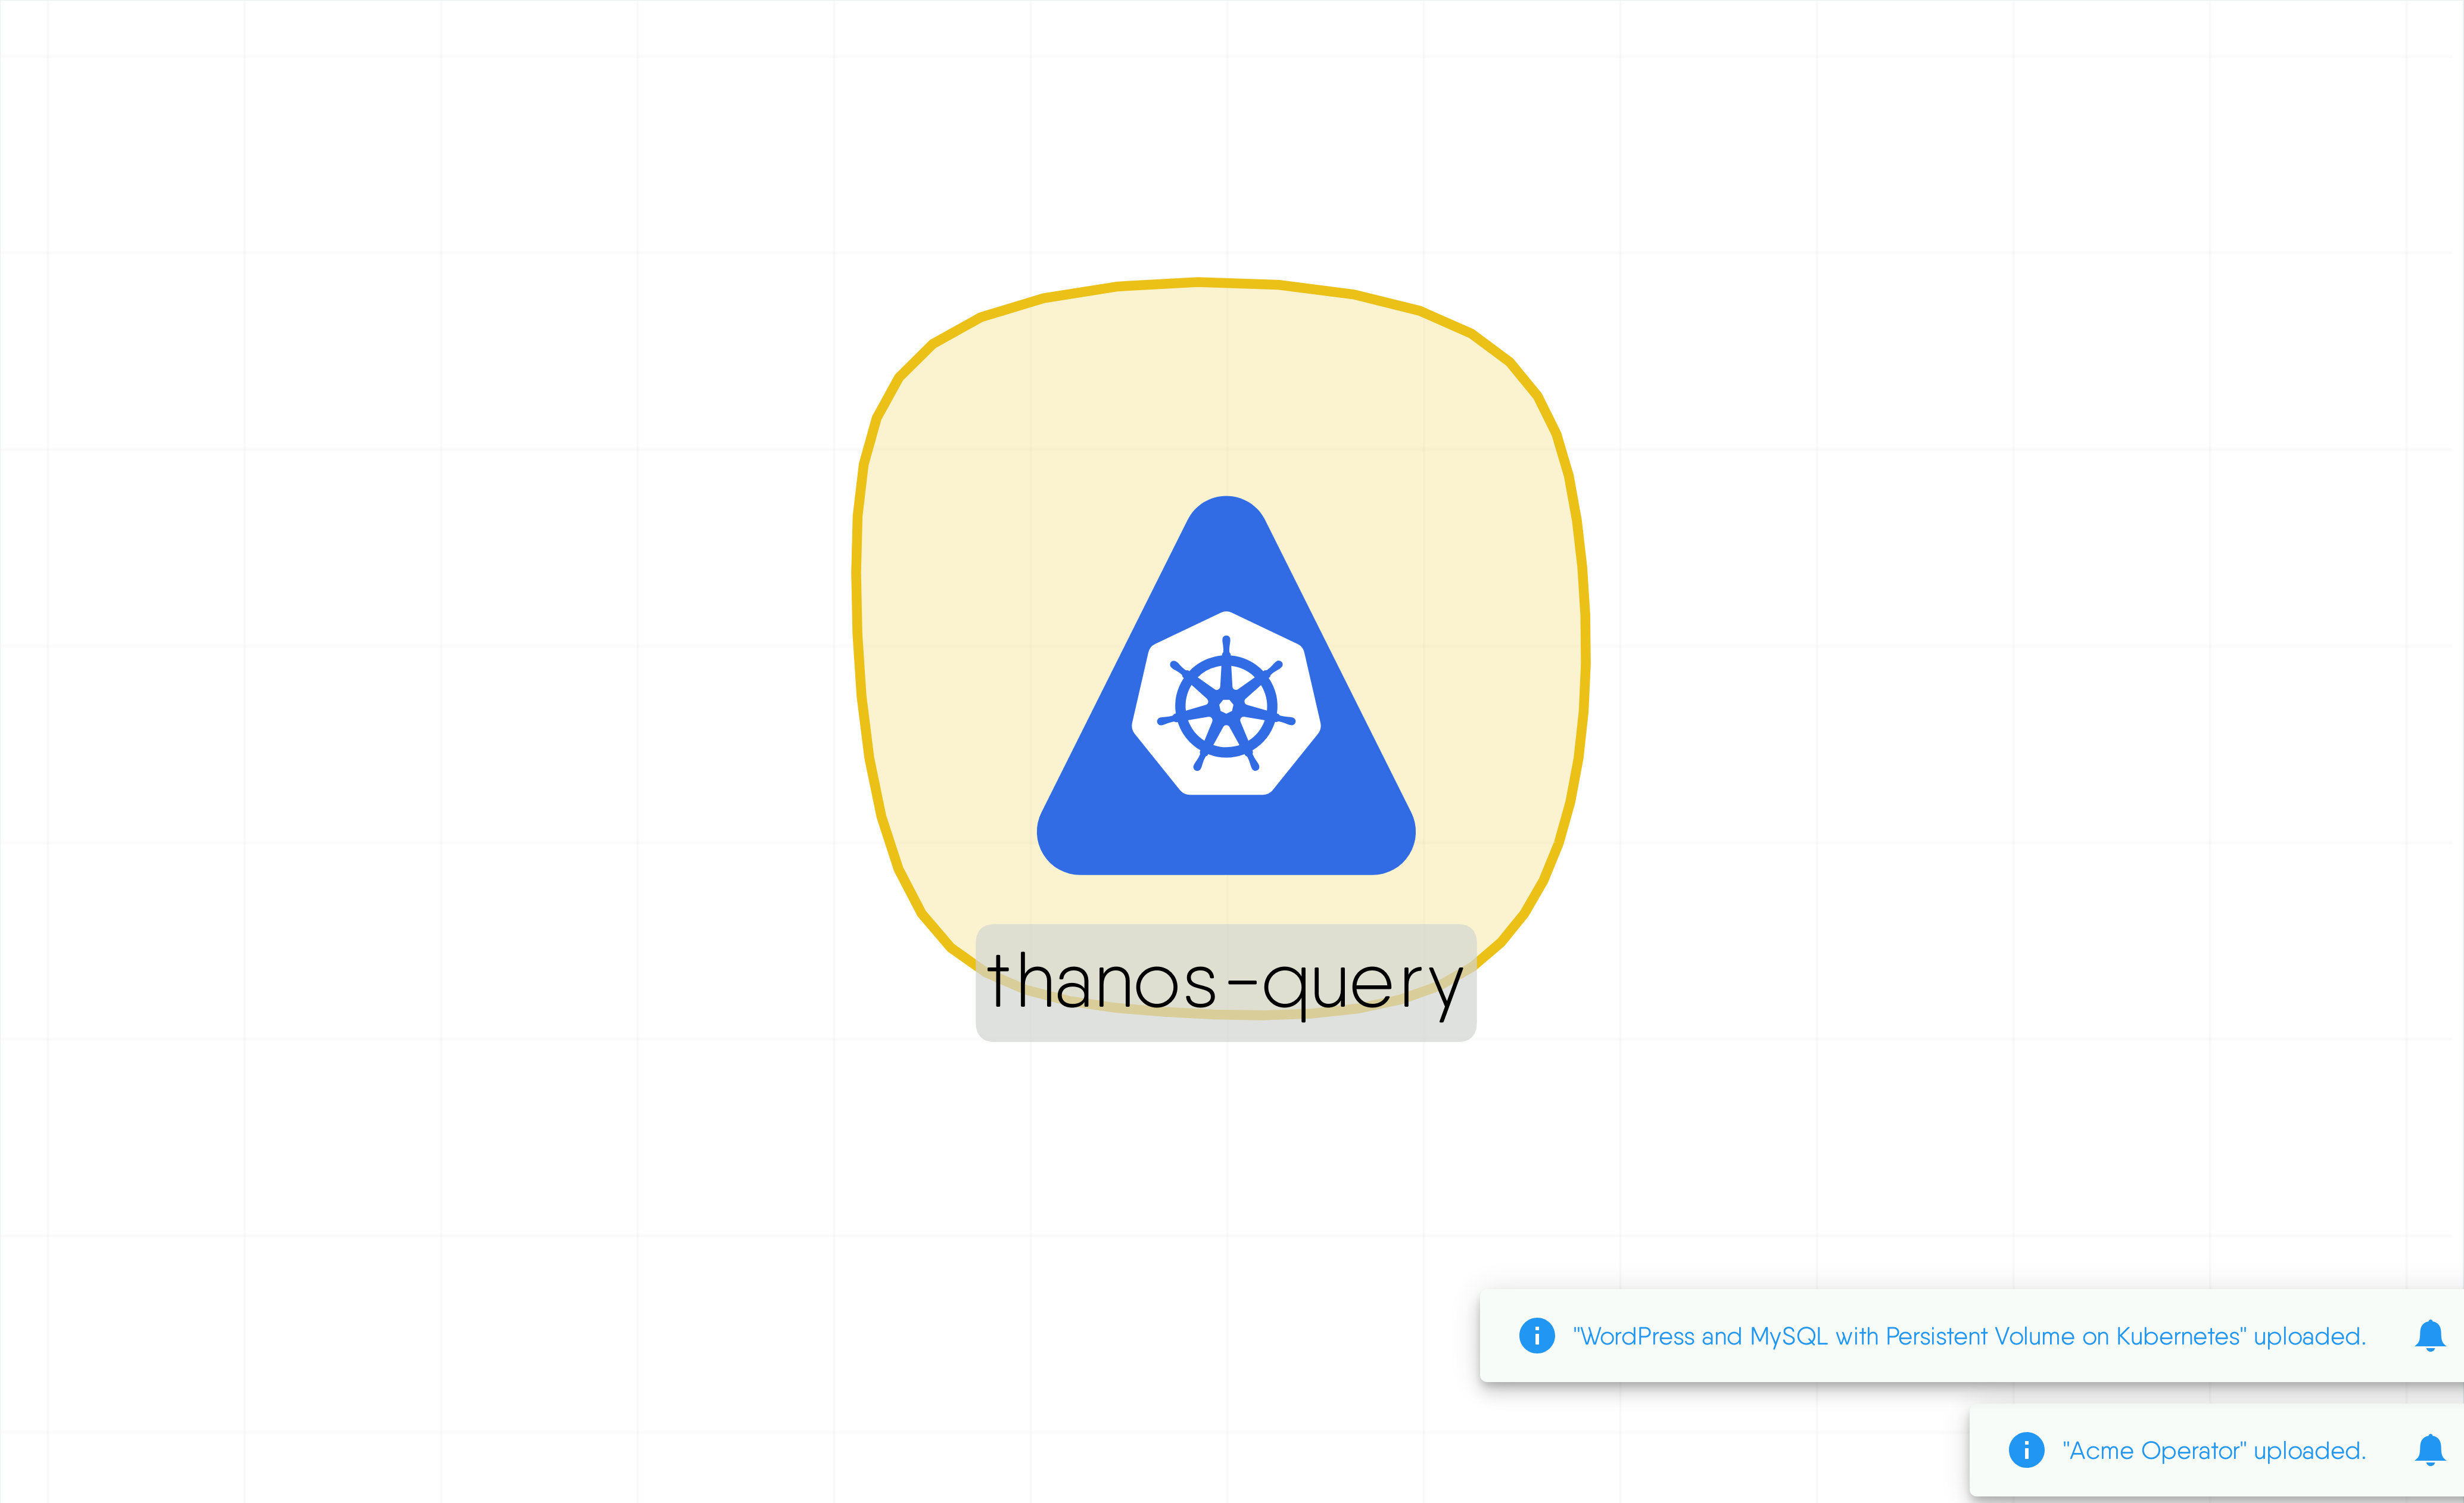 thanos-query
"WordPress and MySQL with Persistent Volume on Kubernetes" uploaded.
"Acme Operator" uploaded.